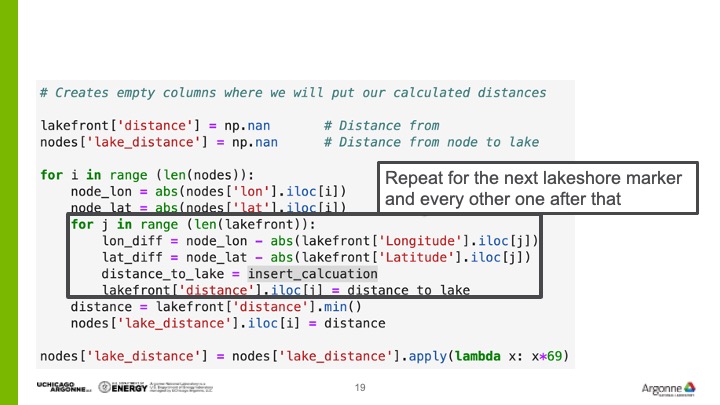 # Creates empty columns where we will put our calculated distances
lakefront['distance'] = np.nan # Distance from
nodes['lake_distance'] = np.nan # Distance from node to lake
for i in range (len(nodes)):
node_lon = abs(nodes['lon'].iloc[i])
node_lat = abs(nodes['lat'].iloc[i])
Repeat for the next lakeshore marker
and every other one after that
for j in range (len(lakefront)):
lon_diff = node_lon - abs(lakefront['Longitude'].iloc[j])
lat_diff = node_lat - abs(lakefront['Latitude'].iloc[j])
distance_to_lake = insert_calcuation
lakefront['distance'].iloc[j] = distance_to_lake
distance = lakefront['distance'].min()
nodes['lake_distance'].iloc[i] = distance
nodes['lake_distance'] = nodes['lake_distance'].apply(lambda x: x*69)
UCHICAGO
ARGONNE LLC
U.S. DEPARTMENT OF
ENERGY
Argonne National Laboratory is a
U.S. Department of Energy laboratory
managed by UChicago Argonne, LLC.
19
Argonne
NATIONAL LABORATORY